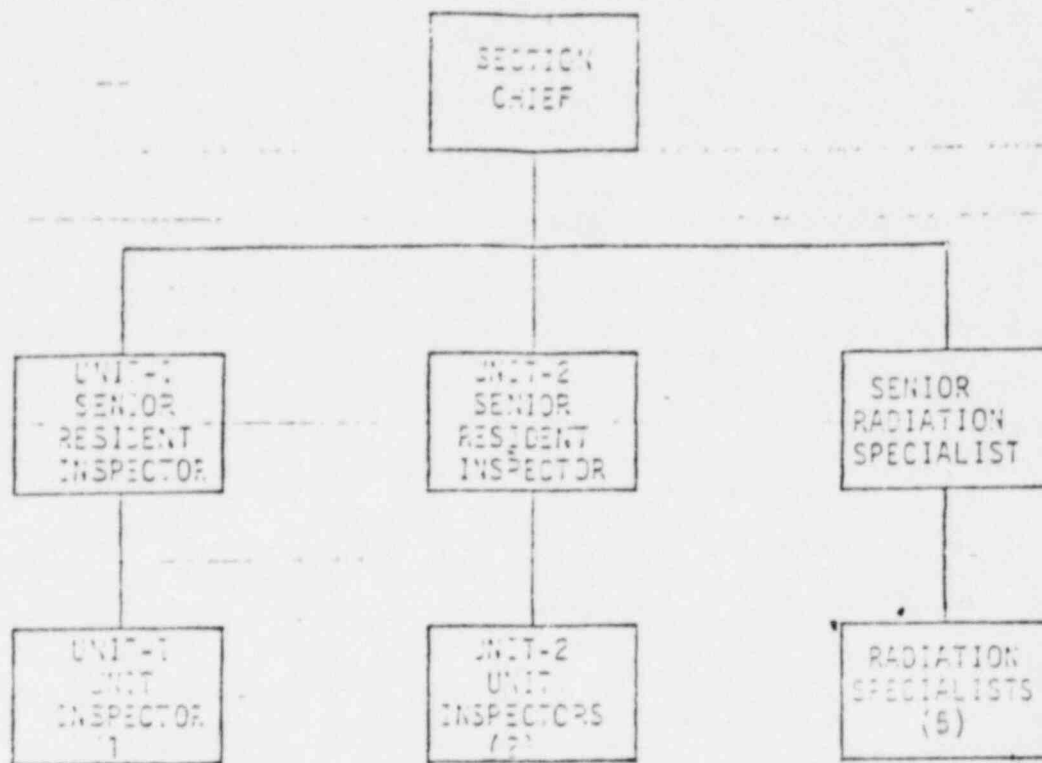 SECTION
CHIEF
UNIT-1
SENIOR
RESIDENT
INSPECTOR
UNIT-2
SENIOR
RESIDENT
INSPECTOR
SENIOR
RADIATION
SPECIALIST
UNIT-1
UNIT
INSPECTOR
UNIT-2
UNIT
INSPECTORS
(2)
RADIATION
SPECIALISTS
(5)